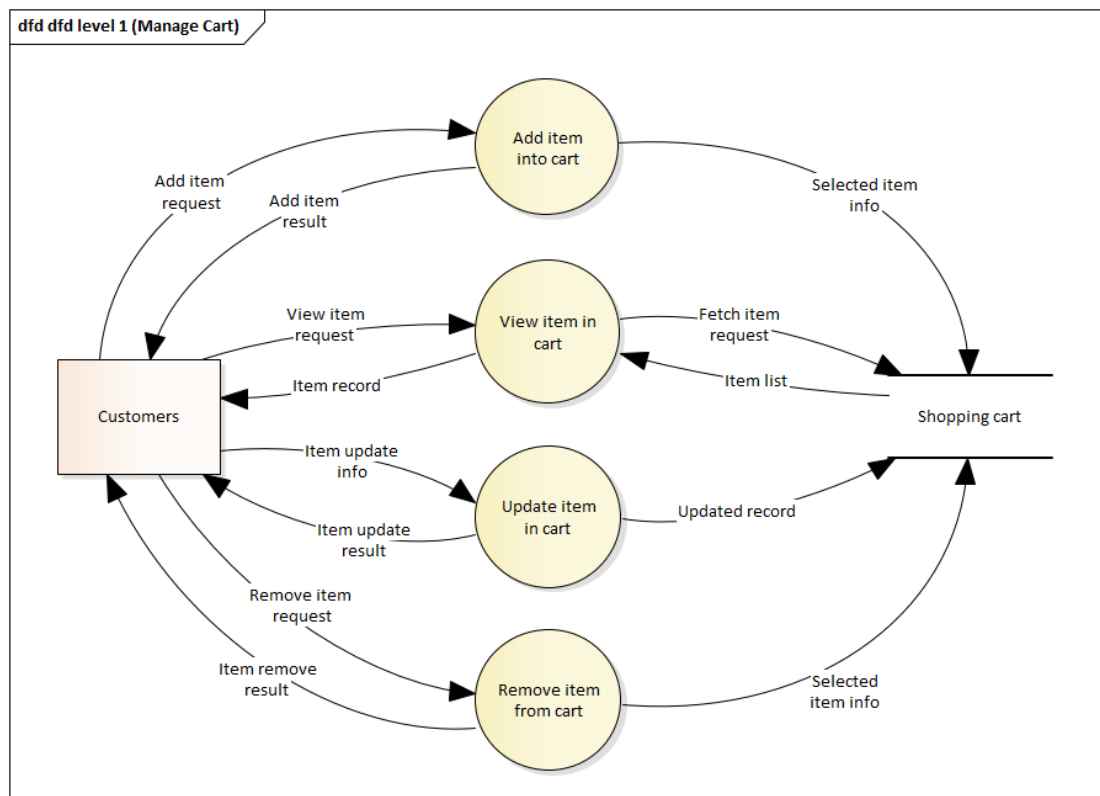 dfd dfd level 1 (Manage Cart)
Add item
into cart
Add item
request
Add item
result
Selected item
info
View item
request
View item in
cart
Fetch item
request
Item record
Item list
Customers
Shopping cart
Item update
info
Update item
in cart
Updated record
Item update
result
Remove item
request
Item remove
result
Remove item
from cart
Selected
item info